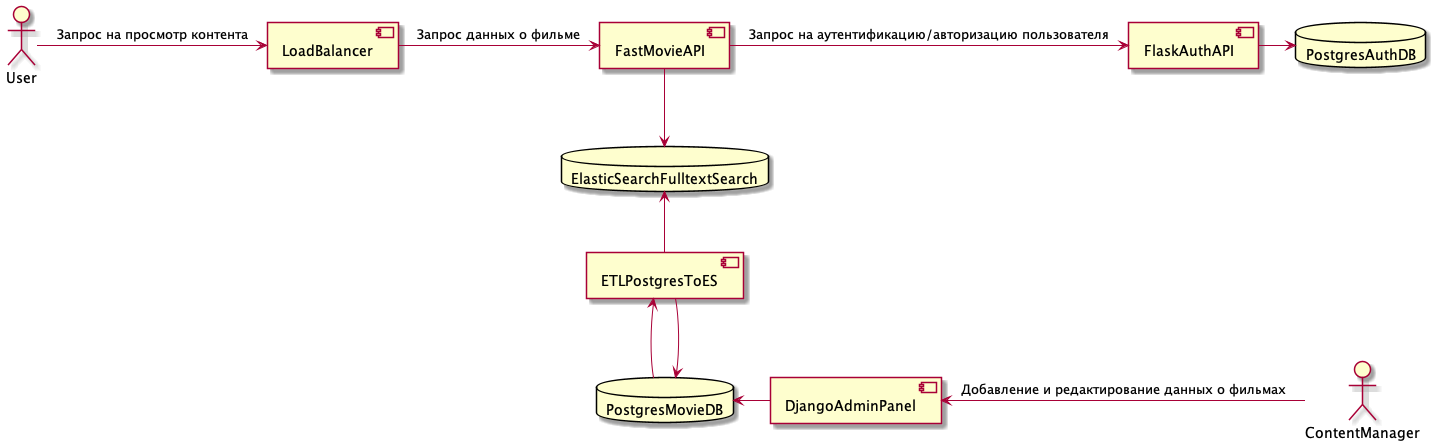 Запрос на просмотр контента
LoadBalancer
Запрос данных о фильме
FastMovieAPI
Запрос на аутентификацию/авторизацию пользователя
FlaskAuthAPI
PostgresAuthDB
User
ElasticSearchFulltextSearch
ETLPostgresToES
PostgresMovieDB
DjangoAdminPanel
Добавление и редактирование данных о фильмах
ContentManager